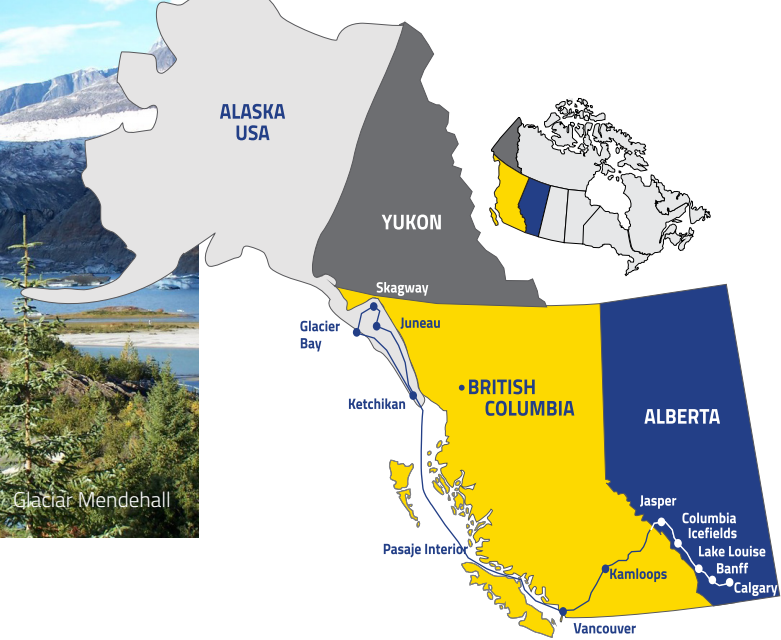 ALASKA
USA
YUKON
Skagway
Glacier
Bay
Juneau
Ketchikan
BRITISH
COLUMBIA
ALBERTA
Glaciar Mendehall
Jasper
Columbia
Icefields
Lake Louise
Banff
Calgary
Pasaje Interior
Kamloops
Vancouver